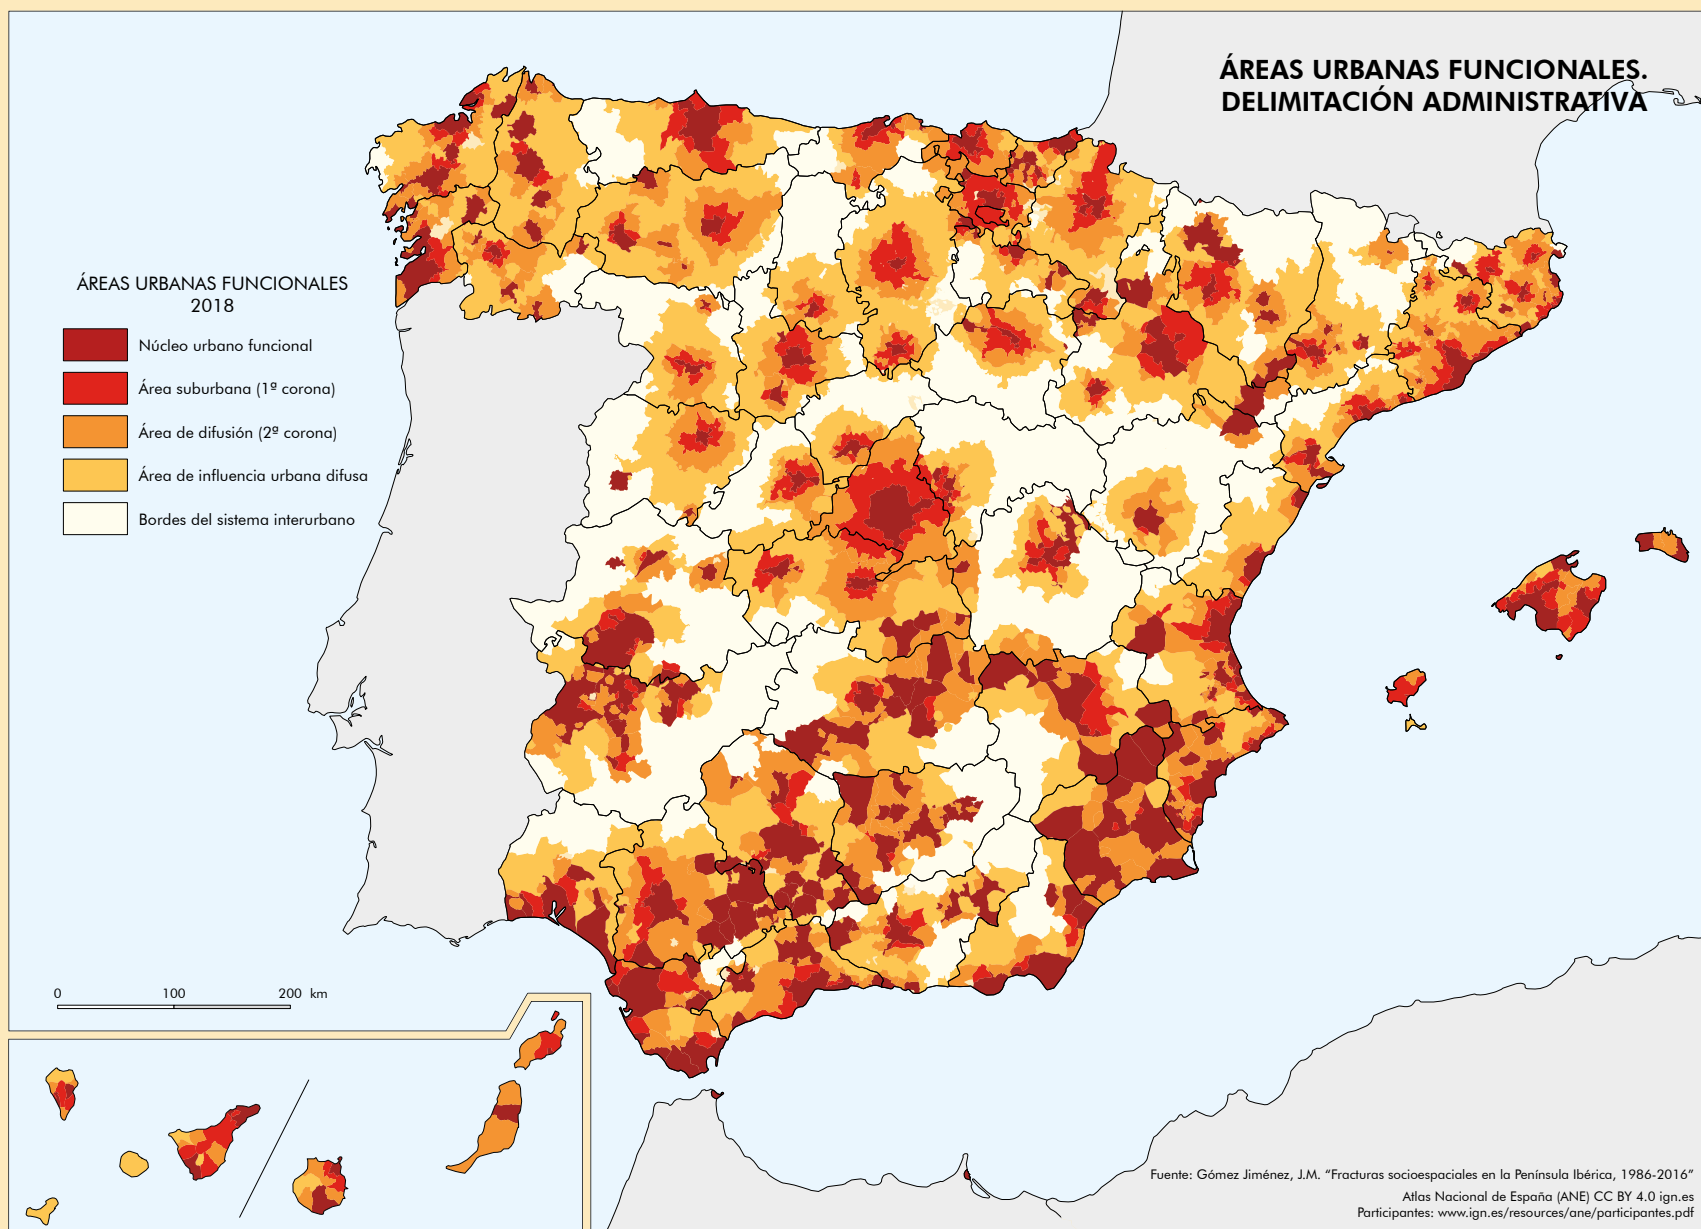 ÁREAS URBANAS FUNCIONALES.
DELIMITACIÓN ADMINISTRATIVA
ÁREAS URBANAS FUNCIONALES
2018
Núcleo urbano funcional
Área suburbana (1ª corona)
Área de difusión (2ª corona)
Área de influencia urbana difusa
Bordes del sistema interurbano
0 100 200 km
Fuente: Gómez Jiménez, J.M. “Fracturas socioespaciales en la Península Ibérica, 1986-2016”
Atlas Nacional de España (ANE) CC BY 4.0 ign.es
Participantes: www.ign.es/resources/ane/participantes.pdf